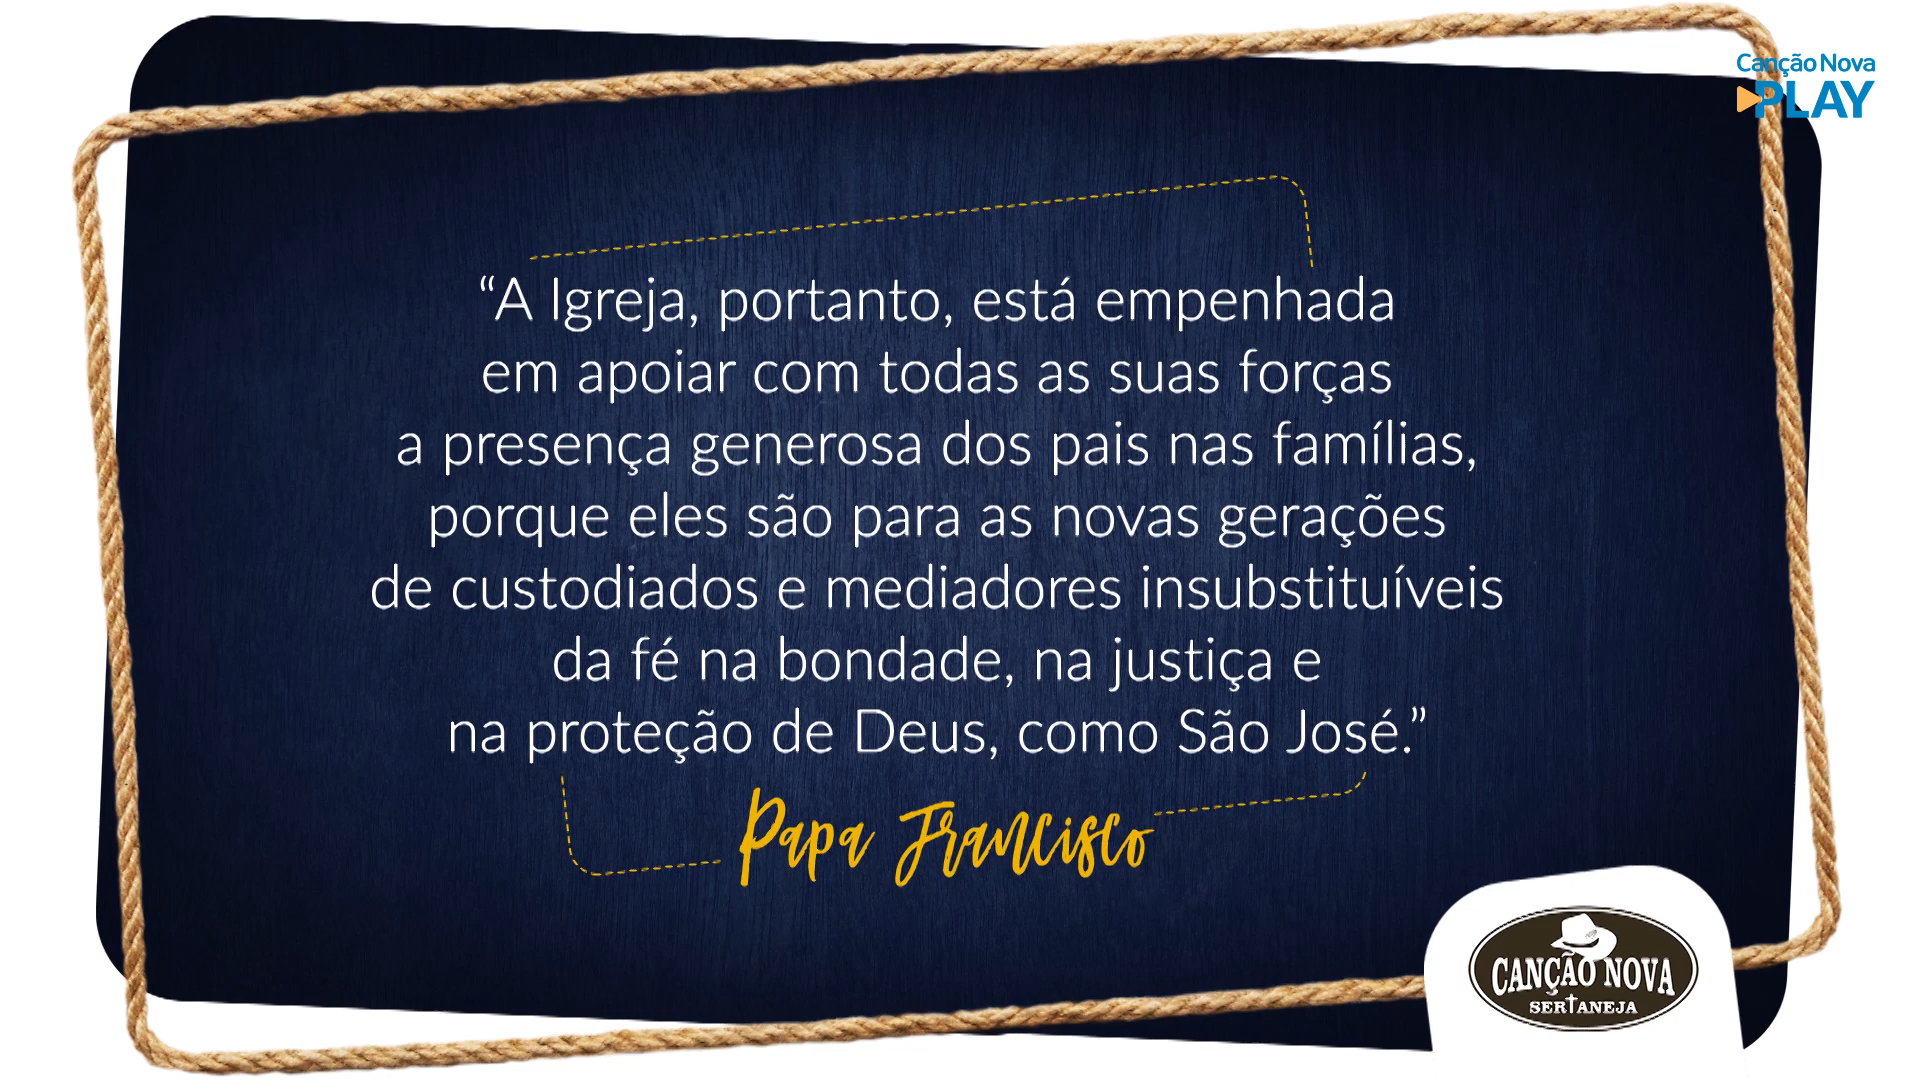 Canção Nova
PLAY
“A Igreja, portanto, está empenhada
em apoiar com todas as suas forças
a presença generosa dos pais nas famílias,
porque eles são para as novas gerações
de custodiados e mediadores insubstituíveis
da fé na bondade, na justiça e
na proteção de Deus, como São José.”
Papa Francisco
CANÇÃO NOVA
SERTANEJA